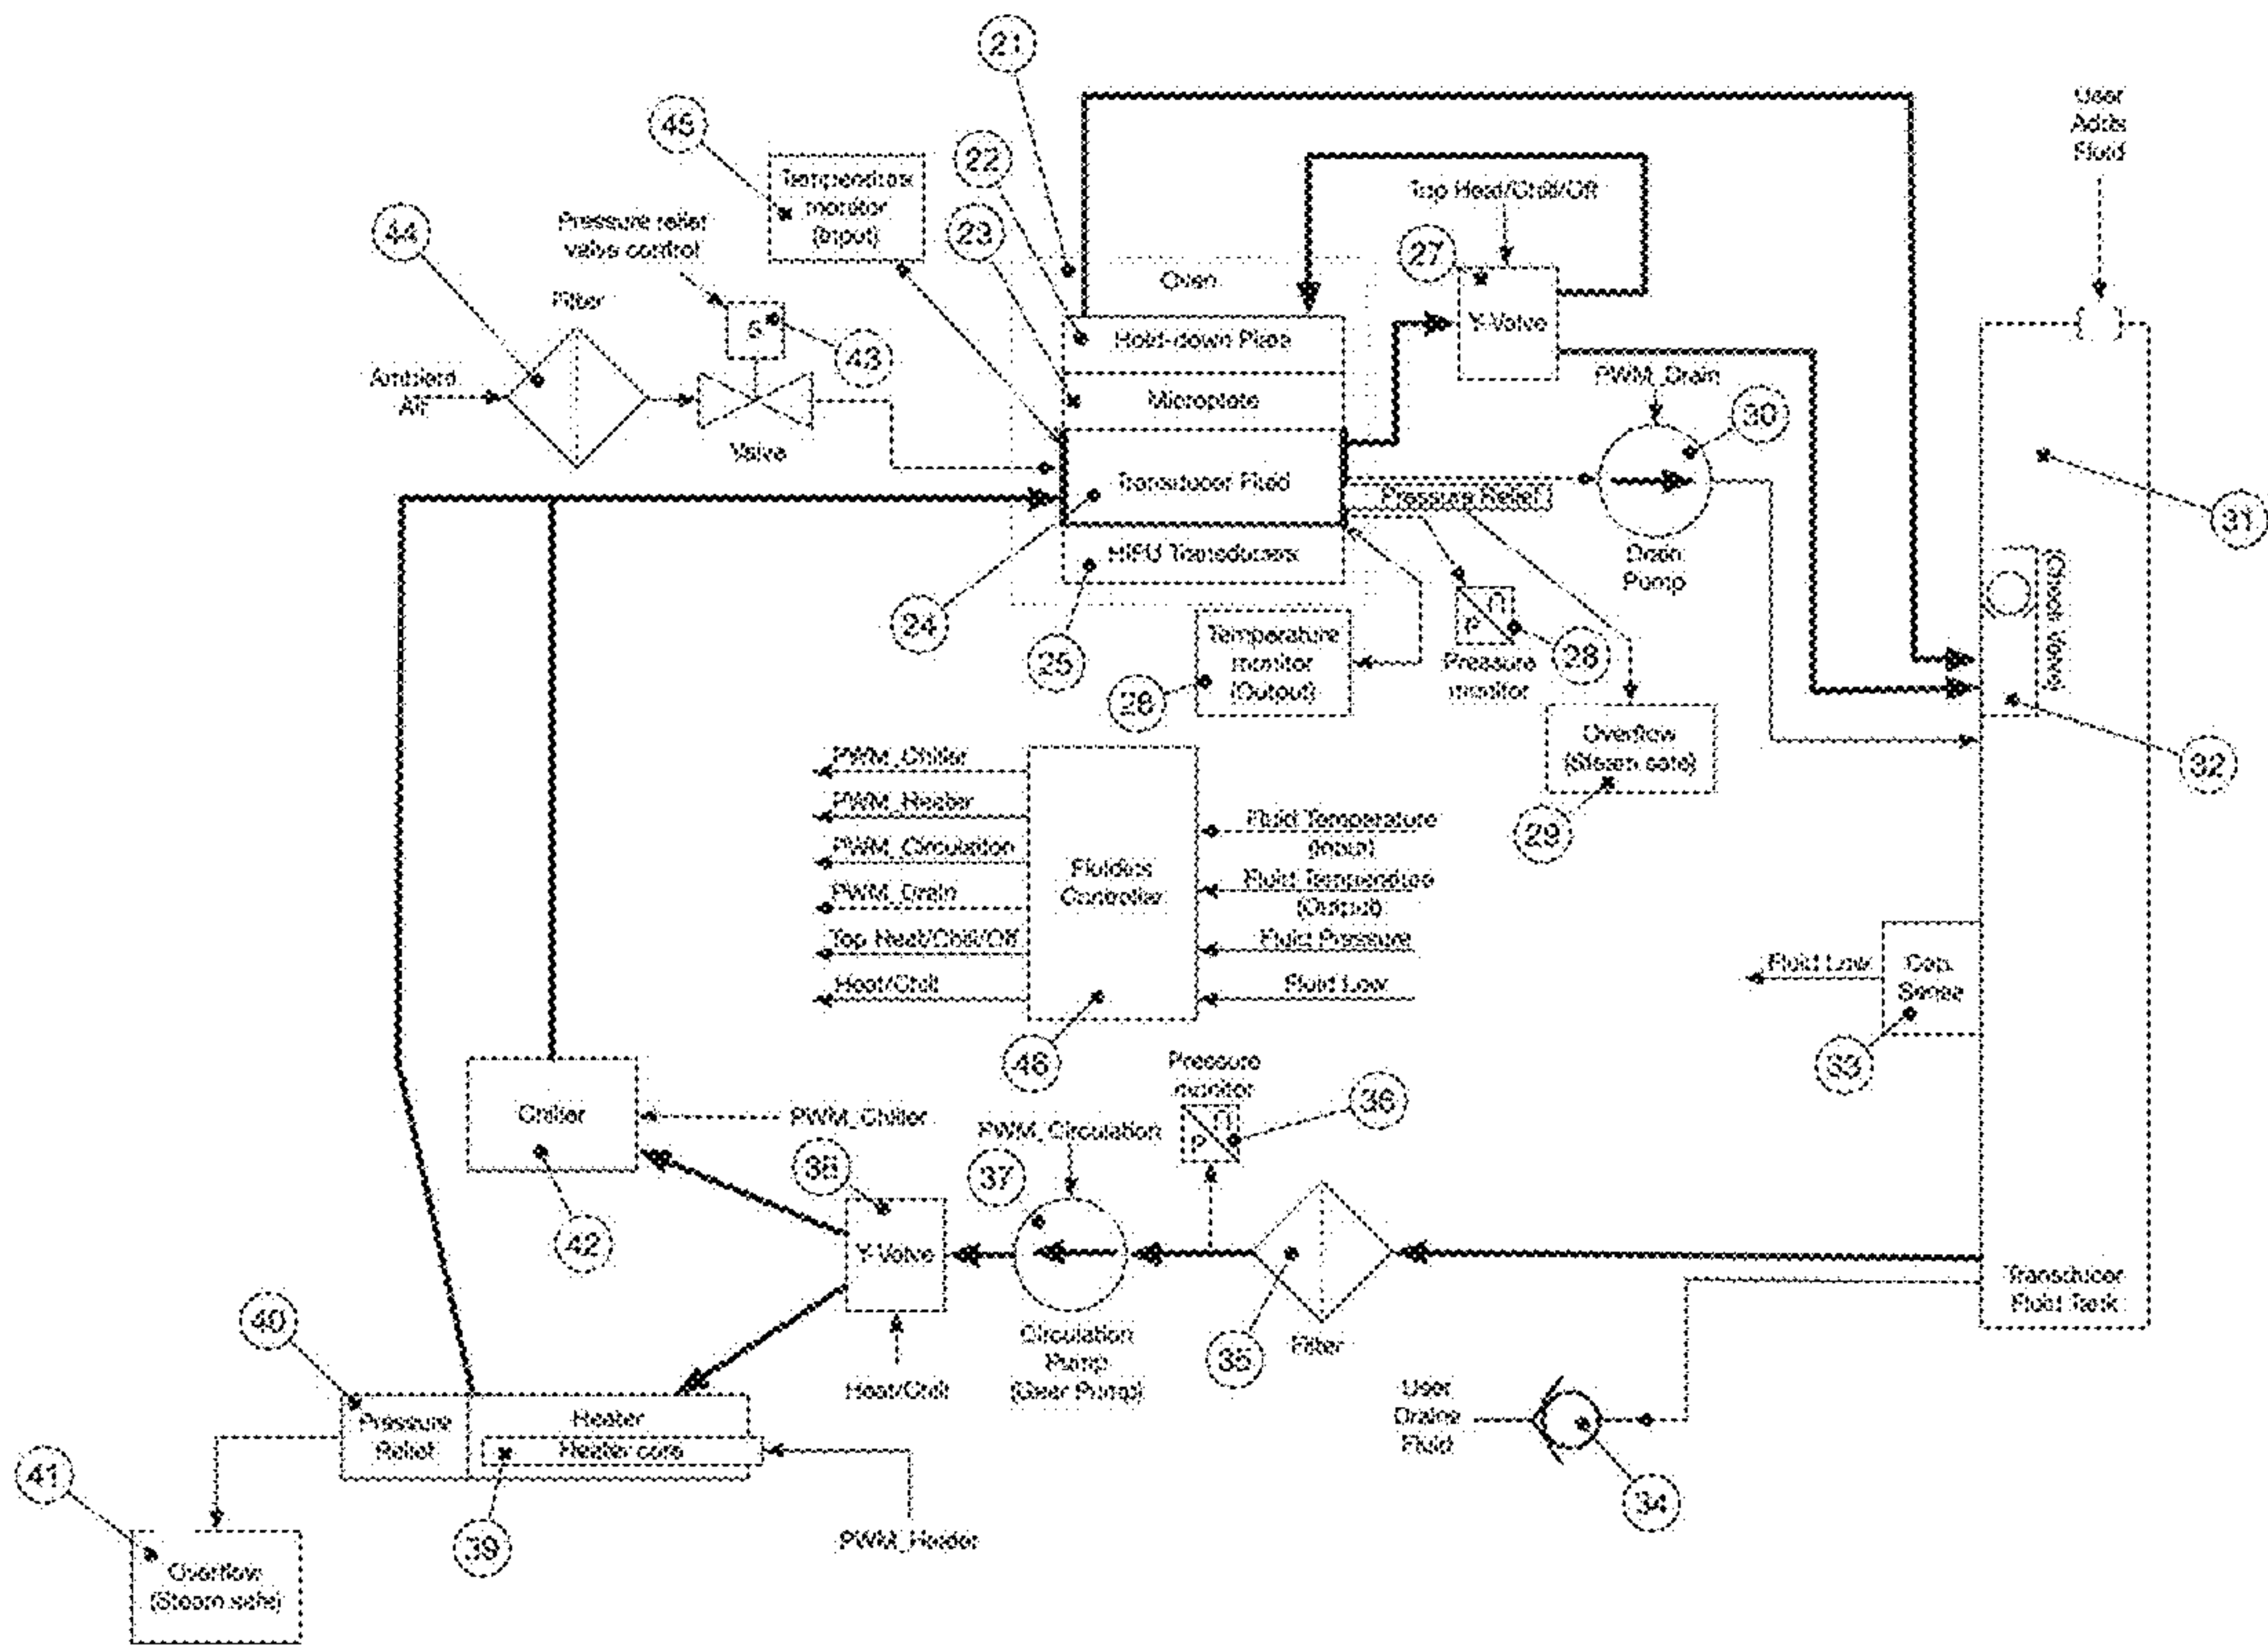 21
User
Adds
Fluid
45
22
Temperature
monitor
(Input)
Top Heat/Chill/Off
44
Pressure relief
valve control
23
27
Oven
Filter
S
43
Hold-down Plate
Y-Valve
Ambient
Air
Microplate
PWM_Drain
30
Valve
31
Transducer Fluid
Pressure Relief
HIFU Transducers
Drain
Pump
Check Valve
24
25
26
Temperature
monitor
(Output)
P
Π
28
Pressure
monitor
Overflow
(Steam safe)
29
32
PWM_Chiller
PWM_Heater
PWM_Circulation
PWM_Drain
Top Heat/Chill/Off
Heat/Chill
Fluidics
Controller
Fluid Temperature
(Input)
Fluid Temperature
(Output)
Fluid Pressure
Fluid Low
46
Fluid Low
Cap.
Sense
33
Pressure
monitor
36
P
Π
Chiller
PWM_Chiller
PWM_Circulation
38
37
42
Y-Valve
Circulation
Pump
(Gear Pump)
35
Filter
Transducer
Fluid Tank
Heat/Chill
40
Pressure
Relief
Heater
Heater core
User
Drains
Fluid
34
41
39
PWM_Heater
Overflow
(Steam safe)